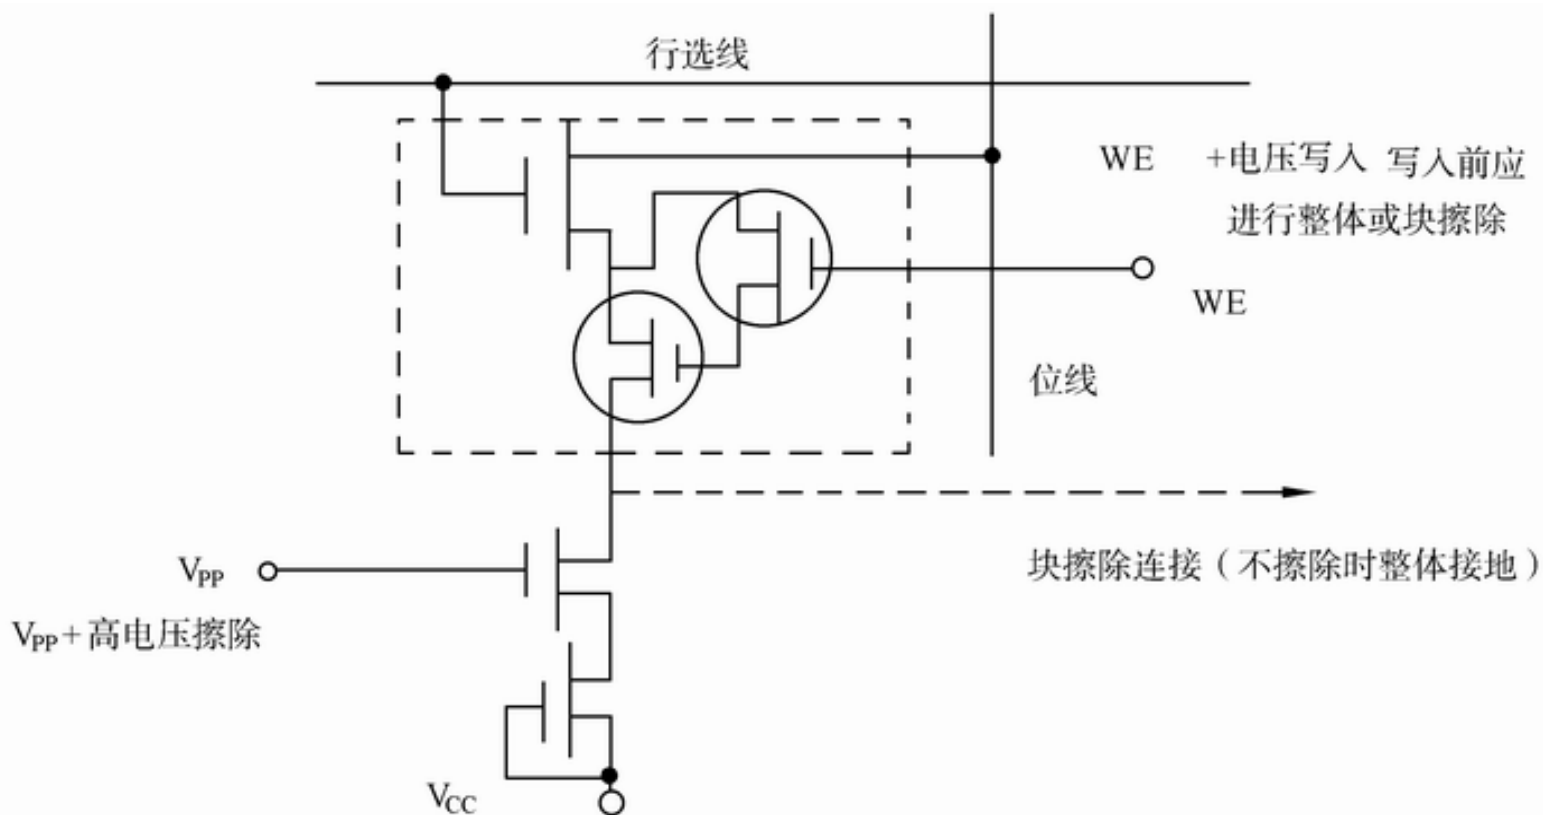 行选线
WE +电压写入 写入前应
进行整体或块擦除
WE
位线
块擦除连接（不擦除时整体接地）
VPP
VPP+高电压擦除
VCC